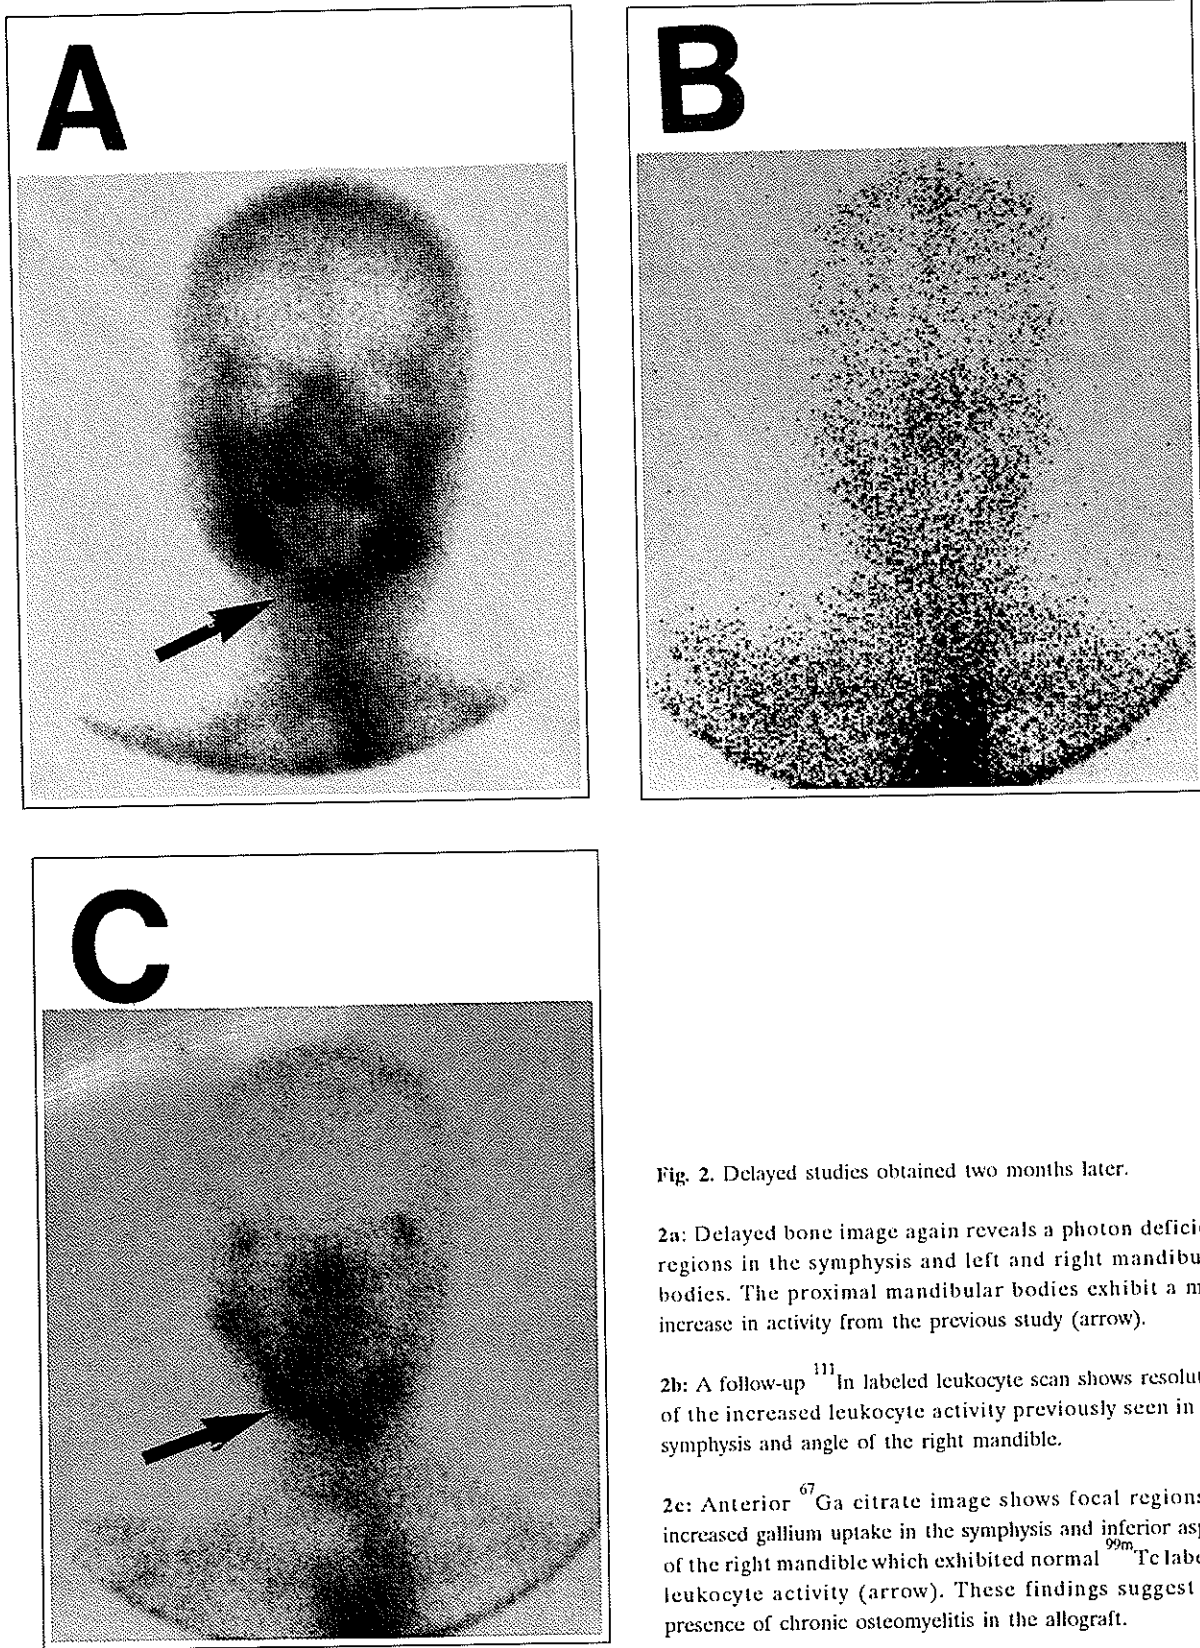 A
B
C
Fig. 2. Delayed studies obtained two months later.
2a: Delayed bone image again reveals a photon
regions in the symphysis and left and right
bodies. The proximal mandibular bodies exhibit a
increase in activity from the previous study (arrow).
2b: A follow-up 111In labeled leukocyte scan shows
of the increased leukocyte activity previously seen in
symphysis and angle of the right mandible.
2c: Anterior 67Ga citrate image shows focal regions
increased gallium uptake in the symphysis and inferior
of the right mandible which exhibited normal 99mTc
leukocyte activity (arrow). These findings suggest
presence of chronic osteomyelitis in the allograft.